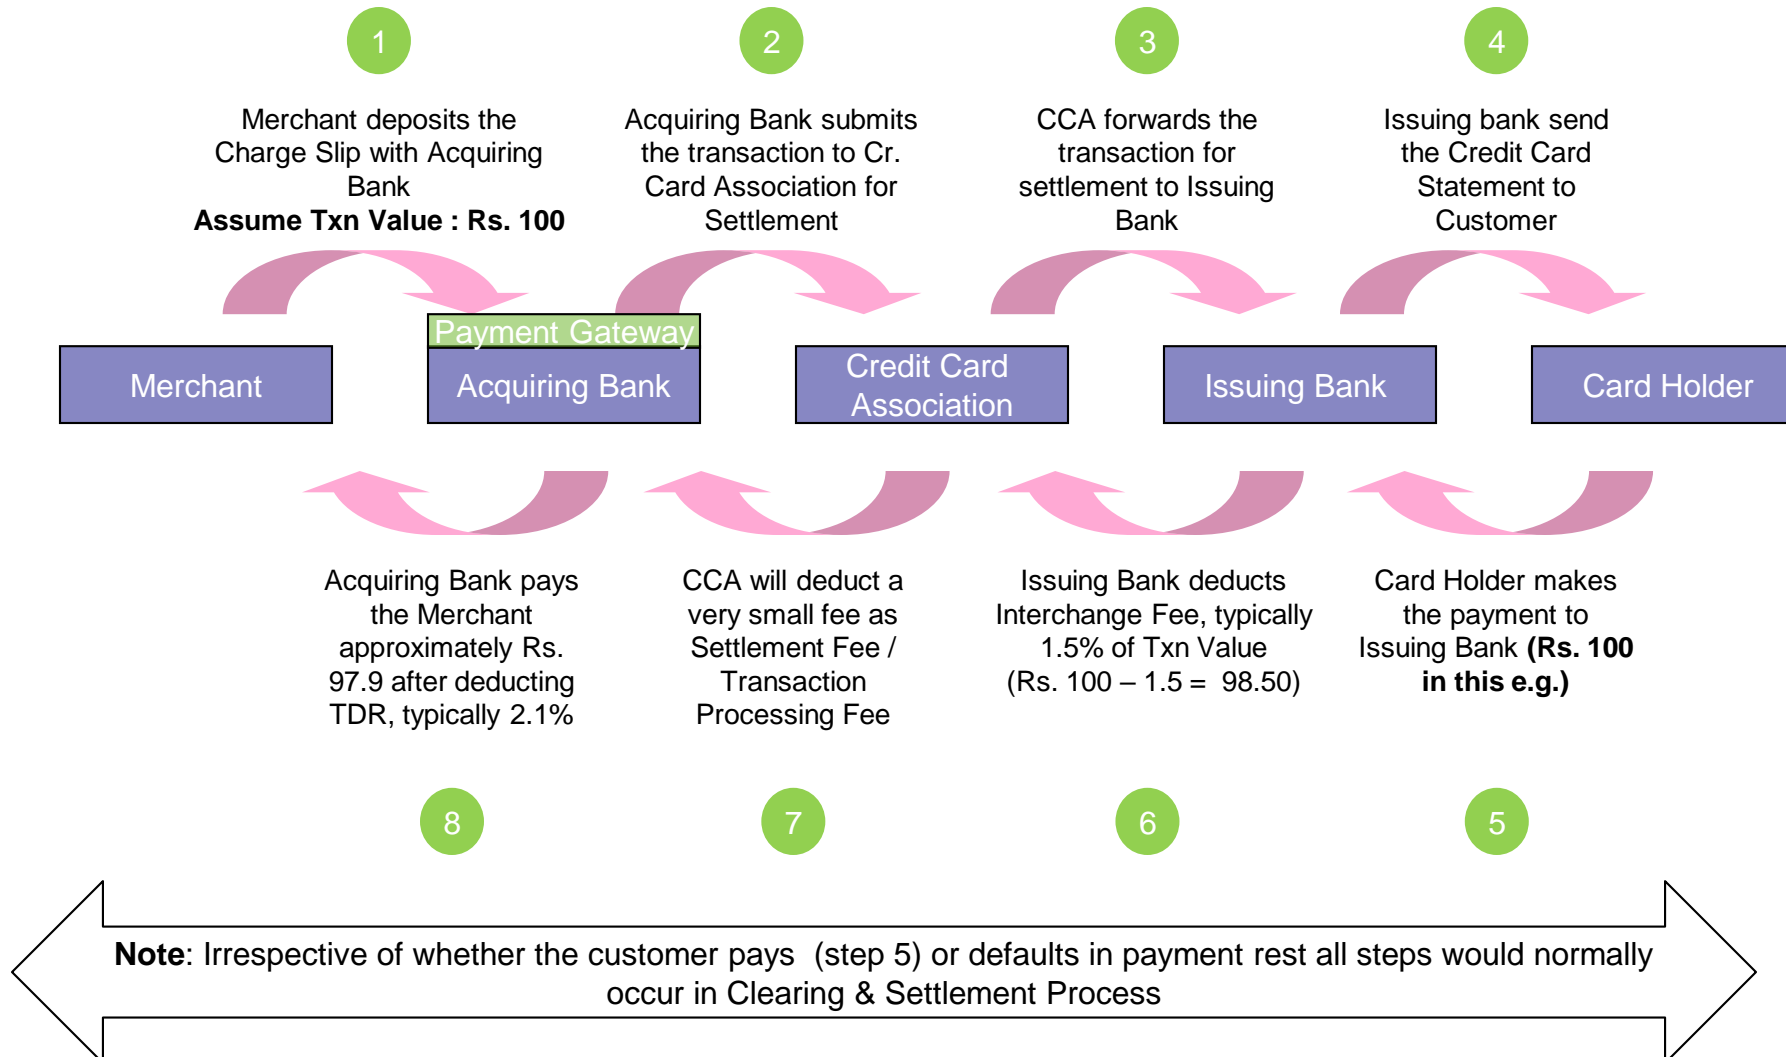 1
2
3
4
Merchant deposits the
Charge Slip with Acquiring
Bank
Assume Txn Value : Rs. 100
Acquiring Bank submits
the transaction to Cr.
Card Association for
Settlement
CCA forwards the
transaction for
settlement to Issuing
Bank
Issuing bank send
the Credit Card
Statement to
Customer
Payment Gateway
Merchant
Acquiring Bank
Credit Card
Association
Issuing Bank
Card Holder
Acquiring Bank pays
the Merchant
approximately Rs.
97.9 after deducting
TDR, typically 2.1%
CCA will deduct a
very small fee as
Settlement Fee /
Transaction
Processing Fee
Issuing Bank deducts
Interchange Fee, typically
1.5% of Txn Value
(Rs. 100 – 1.5 =  98.50)
Card Holder makes
the payment to
Issuing Bank (Rs. 100
in this e.g.)
8
7
6
5
Note: Irrespective of whether the customer pays  (step 5) or defaults in payment rest all steps would normally
occur in Clearing & Settlement Process